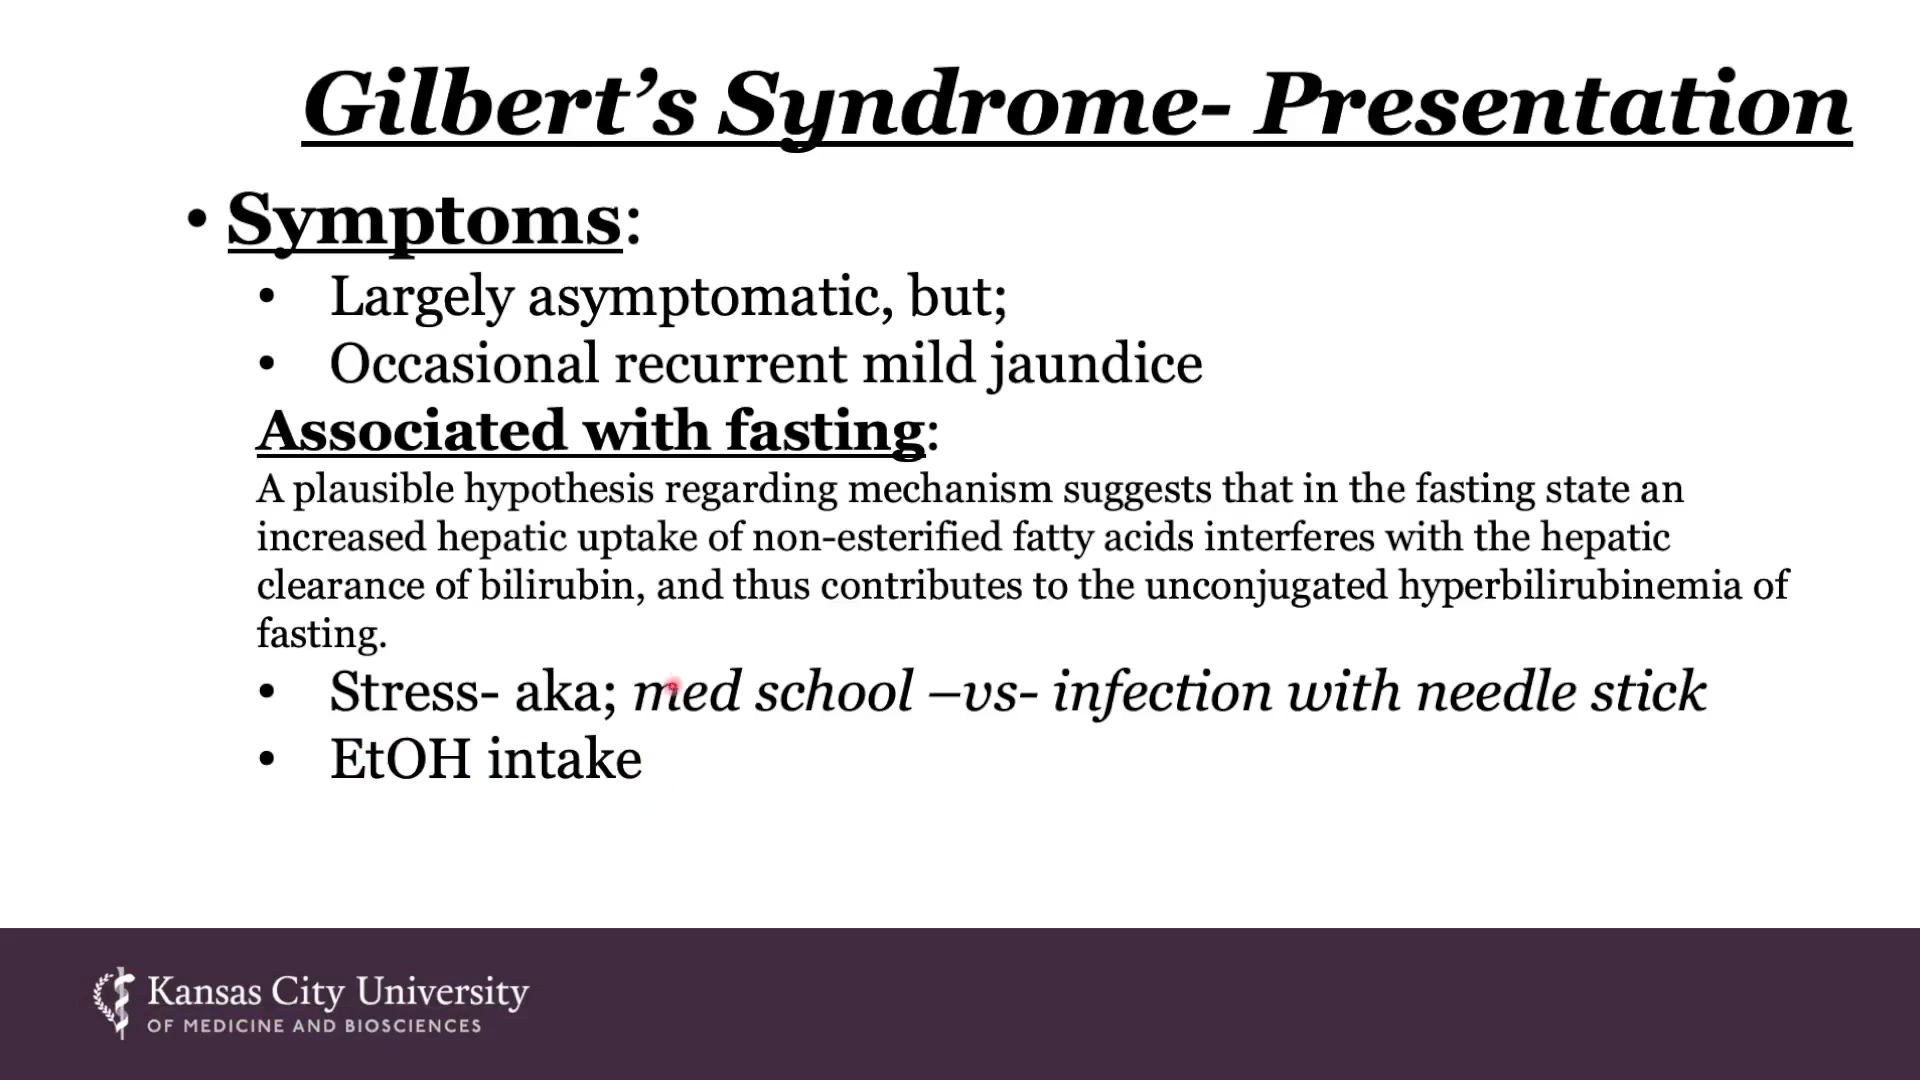 Gilbert’s Syndrome- Presentation
• Symptoms:
• Largely asymptomatic, but;
• Occasional recurrent mild jaundice
Associated with fasting:
A plausible hypothesis regarding mechanism suggests that in the fasting state an
increased hepatic uptake of non-esterified fatty acids interferes with the hepatic
clearance of bilirubin, and thus contributes to the unconjugated hyperbilirubinemia of
fasting.
• Stress- aka; med school –vs- infection with needle stick
• EtOH intake
Kansas City University
OF MEDICINE AND BIOSCIENCES